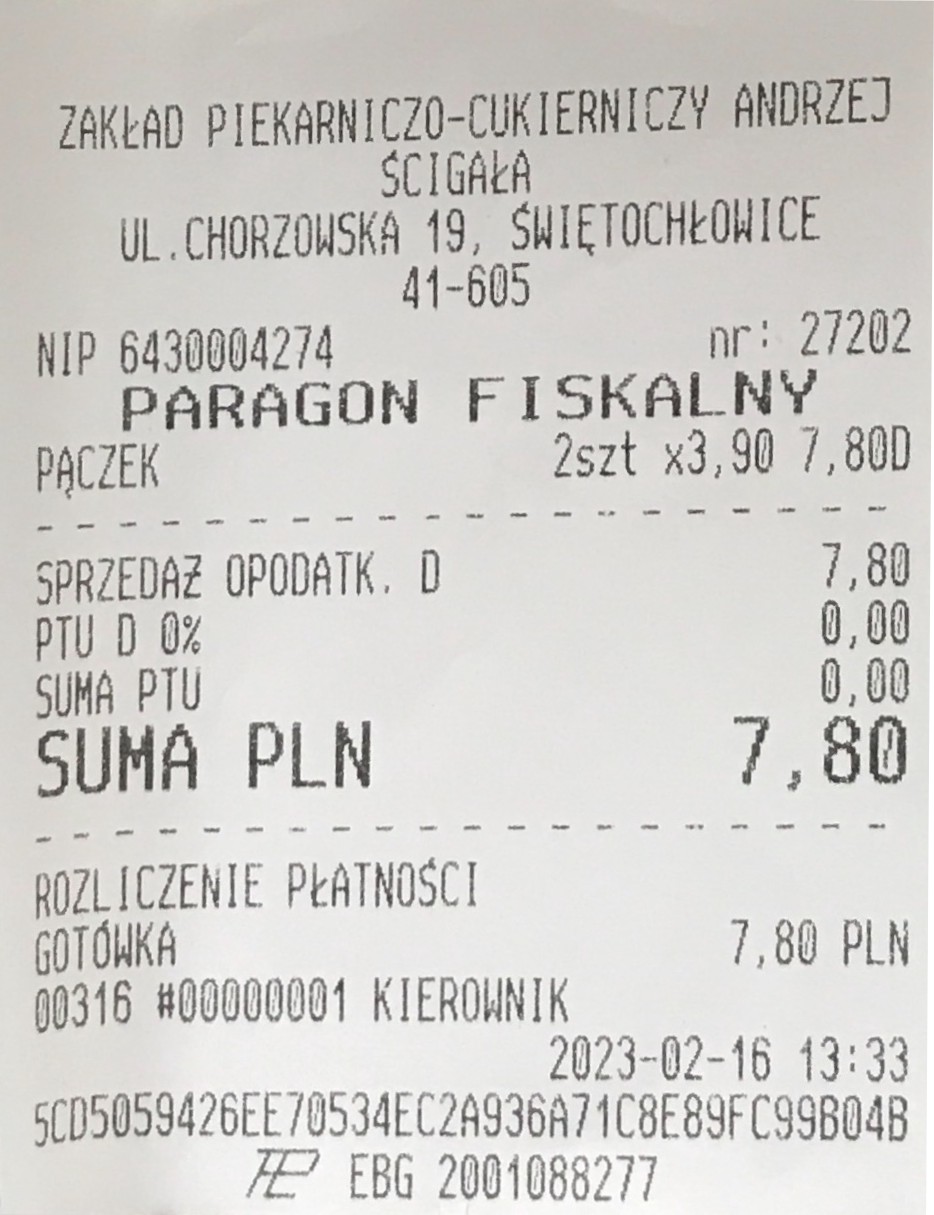 ZAKŁAD PIEKARNICZO-CUKIERNICZY ANDRZEJ
ŚCIGAŁA
UL.CHORZOWSKA 19, ŚWIĘTOCHŁOWICE
41-605
NIP 6430004274 nr: 27202
PARAGON FISKALNY
PĄCZEK 2szt x3,90 7,80D
SPRZEDAŻ OPODATK. D 7,80
PTU D 0% 0,00
SUMA PTU 0,00
SUMA PLN 7,80
ROZLICZENIE PŁATNOŚCI
GOTÓWKA 7,80 PLN
00316 #00000001 KIEROWNIK
2023-02-16 13:33
5CD5059426EE70534EC2A936A71C8E89FC99B04B
EBG 2001088277